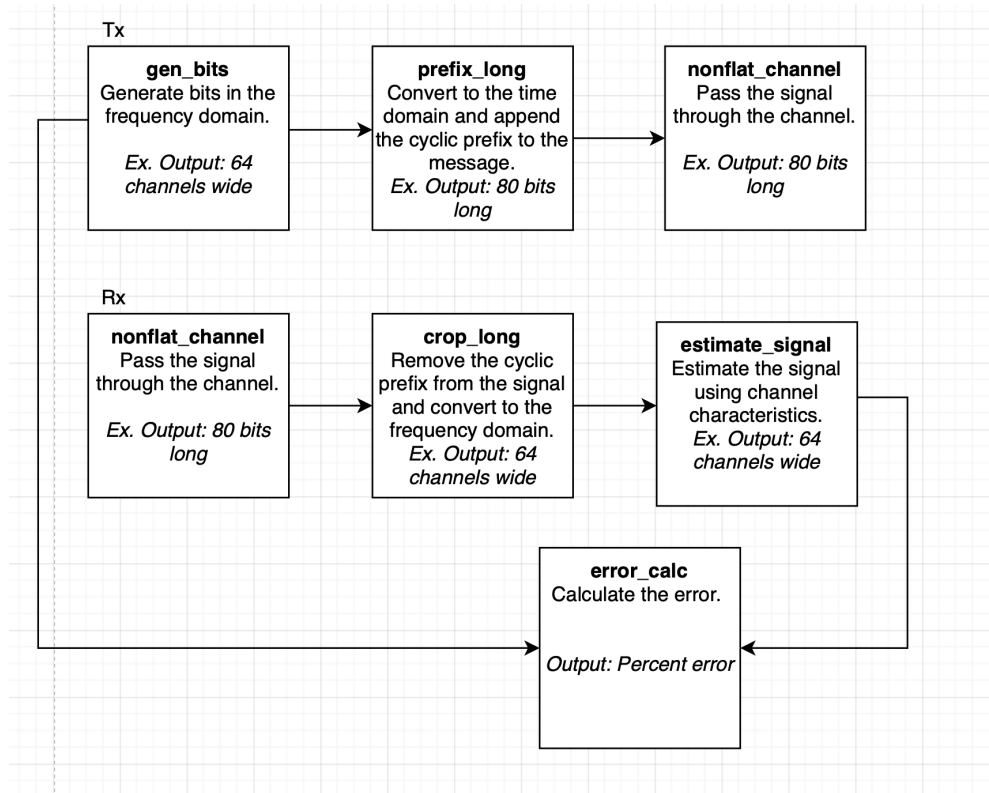 Tx
gen_bits
Generate bits in the
frequency domain.
Ex. Output: 64
channels wide
prefix_long
Convert to the time
domain and append
the cyclic prefix to the
message.
Ex. Output: 80 bits
long
nonflat_channel
Pass the signal
through the channel.
Ex. Output: 80 bits
long
Rx
nonflat_channel
Pass the signal
through the channel.
Ex. Output: 80 bits
long
crop_long
Remove the cyclic
prefix from the signal
and convert to the
frequency domain.
Ex. Output: 64
channels wide
estimate_signal
Estimate the signal
using channel
characteristics.
Ex. Output: 64
channels wide
error_calc
Calculate the error.
Output: Percent error